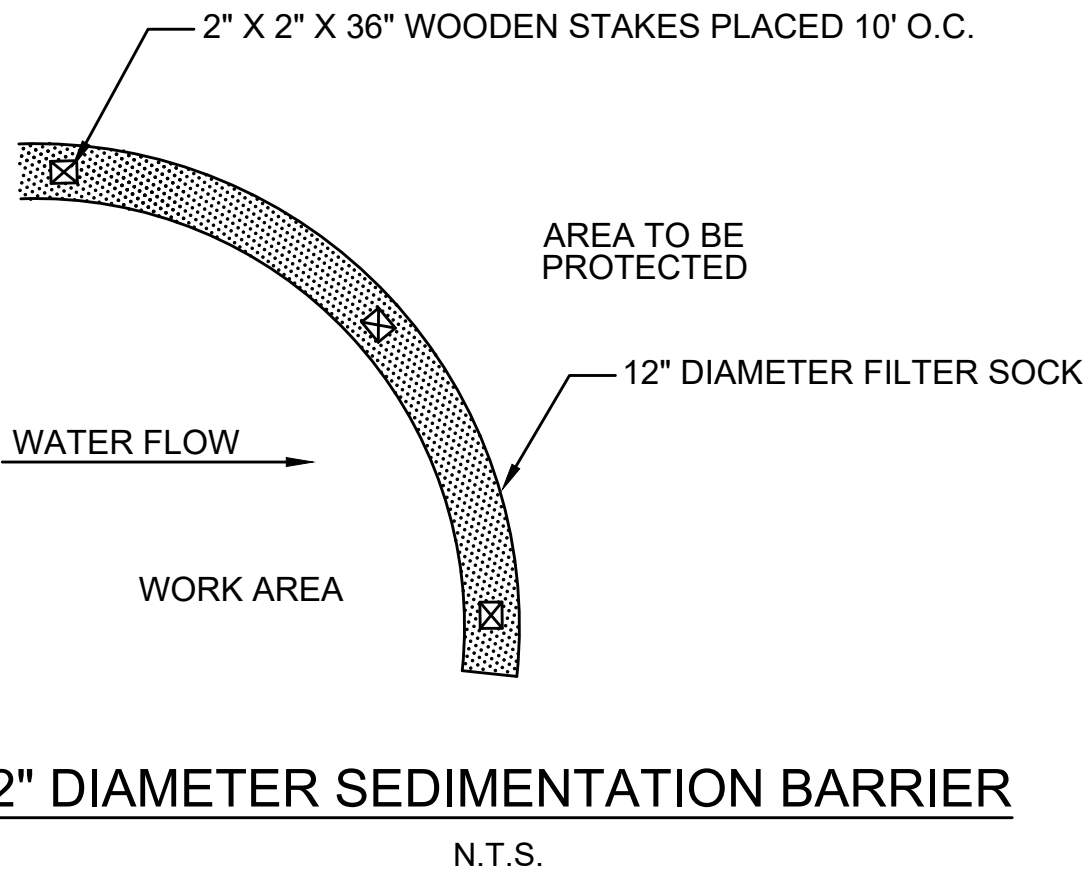 2" X 2" X 36" WOODEN STAKES PLACED 10' O.C.
AREA TO BE
PROTECTED
12" DIAMETER FILTER SOCK
WATER FLOW
WORK AREA
2" DIAMETER SEDIMENTATION BARRIER
N.T.S.